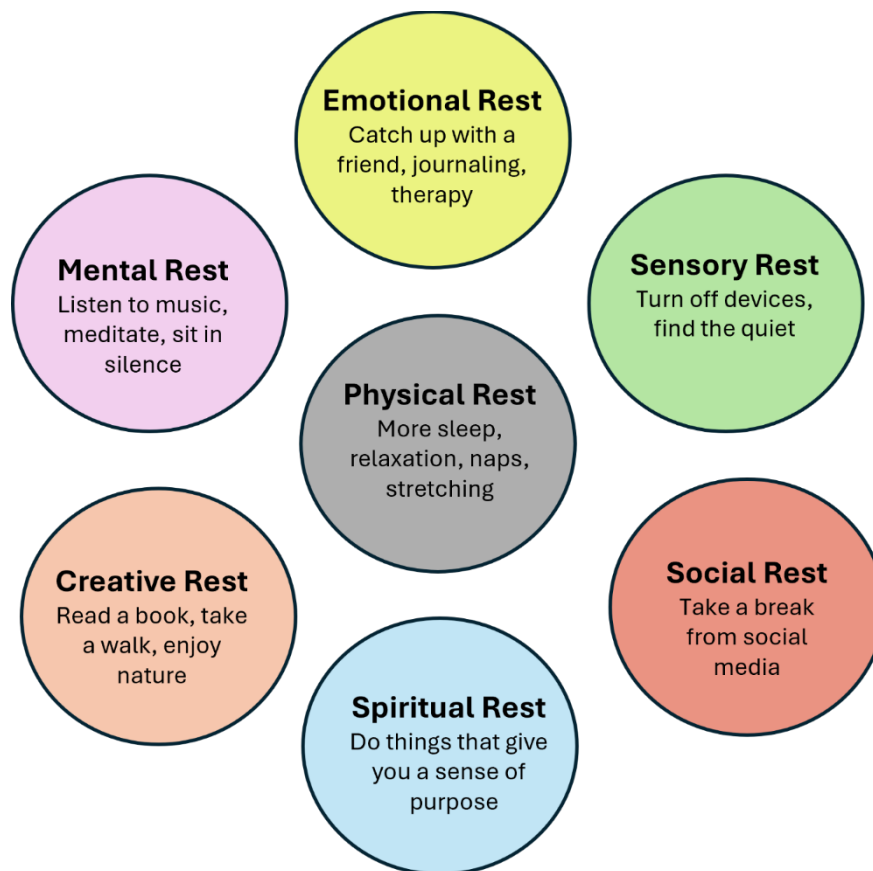 Emotional Rest
Catch up with a
friend, journaling,
therapy
Mental Rest
Listen to music,
meditate, sit in
silence
Sensory Rest
Turn off devices,
find the quiet
Physical Rest
More sleep,
relaxation, naps,
stretching
Creative Rest
Read a book, take
a walk, enjoy
nature
Social Rest
Take a break
from social
media
Spiritual Rest
Do things that give
you a sense of
purpose